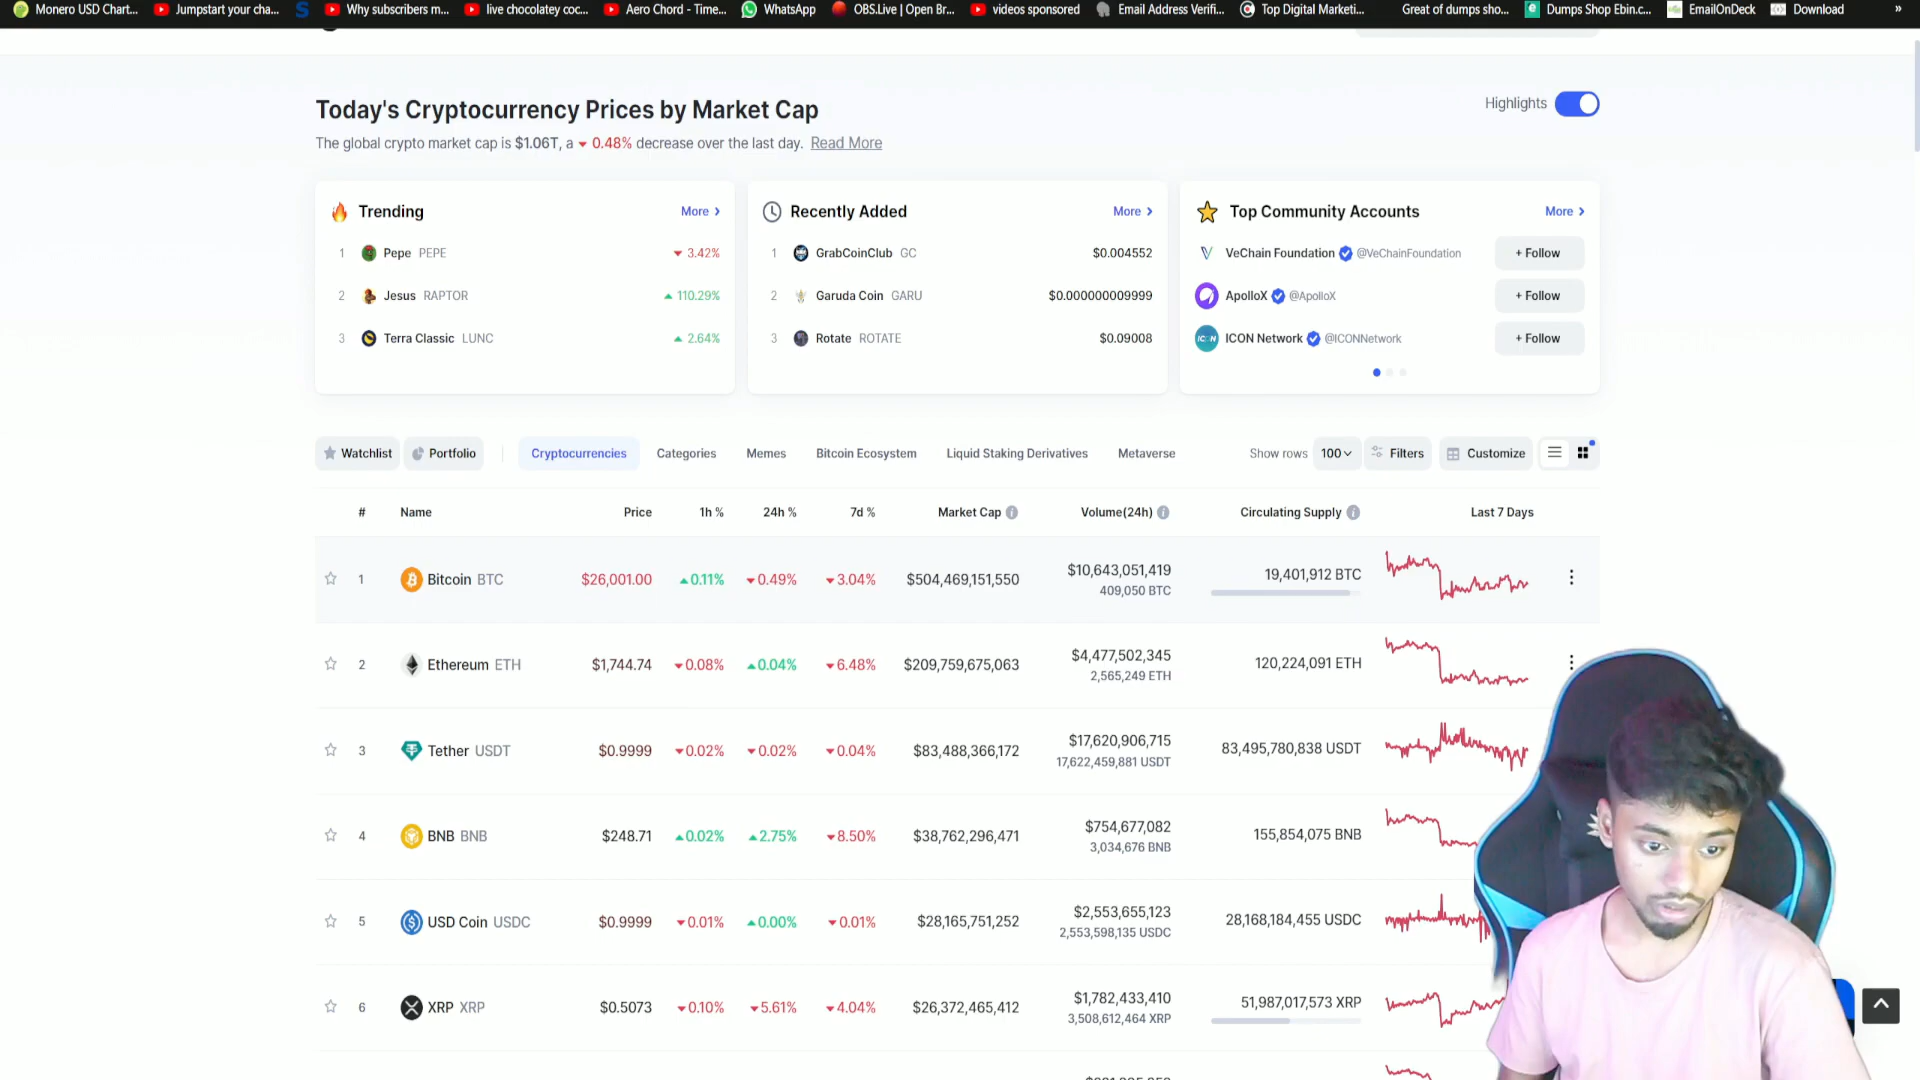 Monero USD Chart... Jumpstart your cha... Why subscribers m... live chocolatey coc... Aero Chord - Time... WhatsApp OBS.Live | Open Br... videos sponsored Email Address Verifi... Top Digital Marketi... Great of dumps sho... Dumps Shop Ebin.c... EmailOnDeck Download »
Today's Cryptocurrency Prices by Market Cap
Highlights
The global crypto market cap is $1.06T, a 0.48% decrease over the last day. Read More
Trending More
1 Pepe PEPE 3.42%
2 Jesus RAPTOR 110.29%
3 Terra Classic LUNC 2.64%
Recently Added More
1 GrabCoinClub GC $0.004552
2 Garuda Coin GARU $0.000000009999
3 Rotate ROTATE $0.09008
Top Community Accounts More
VeChain Foundation @VeChainFoundation + Follow
ApolloX @ApolloX + Follow
ICON Network @ICONNetwork + Follow
Watchlist Portfolio Cryptocurrencies Categories Memes Bitcoin Ecosystem Liquid Staking Derivatives Metaverse Show rows 100 Filters Customize
# Name Price 1h % 24h % 7d % Market Cap Volume(24h) Circulating Supply Last 7 Days
1 Bitcoin BTC $26,001.00 0.11% 0.49% 3.04% $504,469,151,550 $10,643,051,419 19,401,912 BTC
409,050 BTC
2 Ethereum ETH $1,744.74 0.08% 0.04% 6.48% $209,759,675,063 $4,477,502,345 120,224,091 ETH
2,565,249 ETH
3 Tether USDT $0.9999 0.02% 0.02% 0.04% $83,488,366,172 $17,620,906,715 83,495,780,838 USDT
17,622,459,881 USDT
4 BNB BNB $248.71 0.02% 2.75% 8.50% $38,762,296,471 $754,677,082 155,854,075 BNB
3,034,676 BNB
5 USD Coin USDC $0.9999 0.01% 0.00% 0.01% $28,165,751,252 $2,553,655,123 28,168,184,455 USDC
2,553,598,135 USDC
6 XRP XRP $0.5073 0.10% 5.61% 4.04% $26,372,465,412 $1,782,433,410 51,987,017,573 XRP
3,508,612,464 XRP